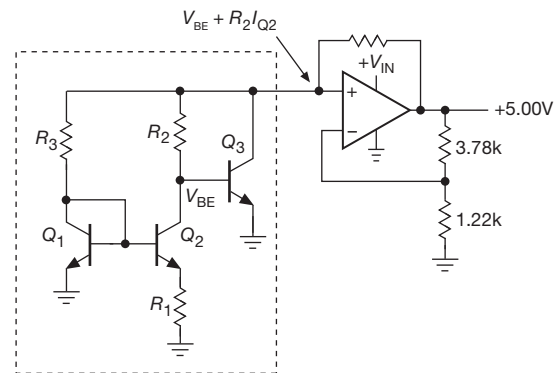 V_BE + R_2I_Q2
+V_IN
+
+5.00V
R_3
R_2
Q_3
−
3.78k
V_BE
Q_1
Q_2
1.22k
R_1